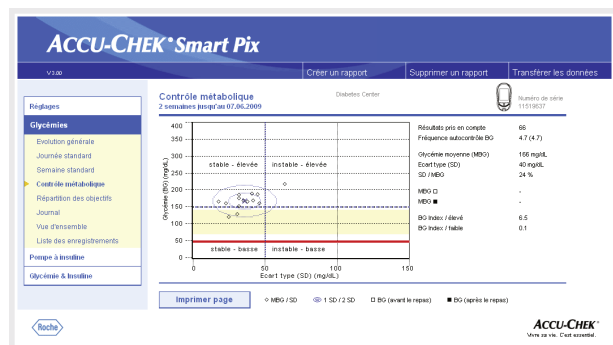 ACCU-CHEK® Smart Pix
V 3.00
Créer un rapport
Supprimer un rapport
Transférer les données
Réglages
Glycémies
Evolution générale
Journée standard
Semaine standard
Contrôle métabolique
Répartition des objectifs
Journal
Vue d'ensemble
Liste des enregistrements
Pompe à insuline
Glycémie & Insuline
Contrôle métabolique
2 semaines jusqu'au 07.06.2009
Diabetes Center
Numéro de série
11519637
Glycémie (BG) (mg/dL)
400
350
300
250
200
150
100
50
0
stable - élevée
instable - élevée
stable - basse
instable - basse
0
50
100
150
Ecart type (SD) (mg/dL)
Résultats pris en compte 66
Fréquence autocontrôle BG 4.7 (4.7)
Glycémie moyenne (MBG) 166 mg/dL
Ecart type (SD) 40 mg/dL
SD / MBG 24 %
MBG □ -
MBG ■ -
BG Index / élevé 6.5
BG Index / faible 0.1
Imprimer page
◇ MBG / SD
1 SD / 2 SD
□ BG (avant le repas)
■ BG (après le repas)
Roche
ACCU-CHEK®
Vivre sa vie. C'est essentiel.